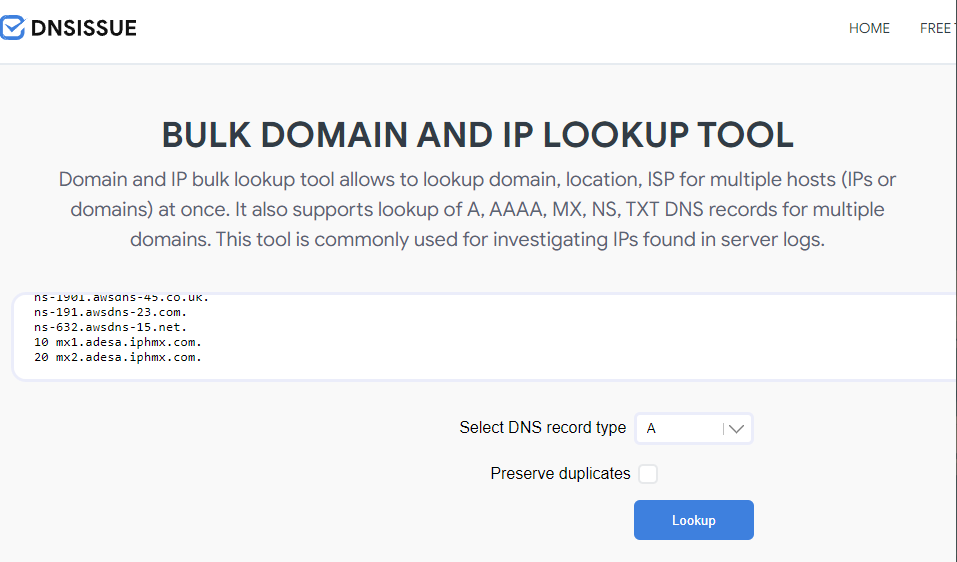 DNSISSUE
HOME
FREE
BULK DOMAIN AND IP LOOKUP TOOL
Domain and IP bulk lookup tool allows to lookup domain, location, ISP for multiple hosts (IPs or
domains) at once. It also supports lookup of A, AAAA, MX, NS, TXT DNS records for multiple
domains. This tool is commonly used for investigating IPs found in server logs.
ns-1901.awsdns-45.co.uk.
ns-191.awsdns-23.com.
ns-632.awsdns-15.net.
10 mx1.adesa.iphmx.com.
20 mx2.adesa.iphmx.com.
Select DNS record type
A
Preserve duplicates
Lookup